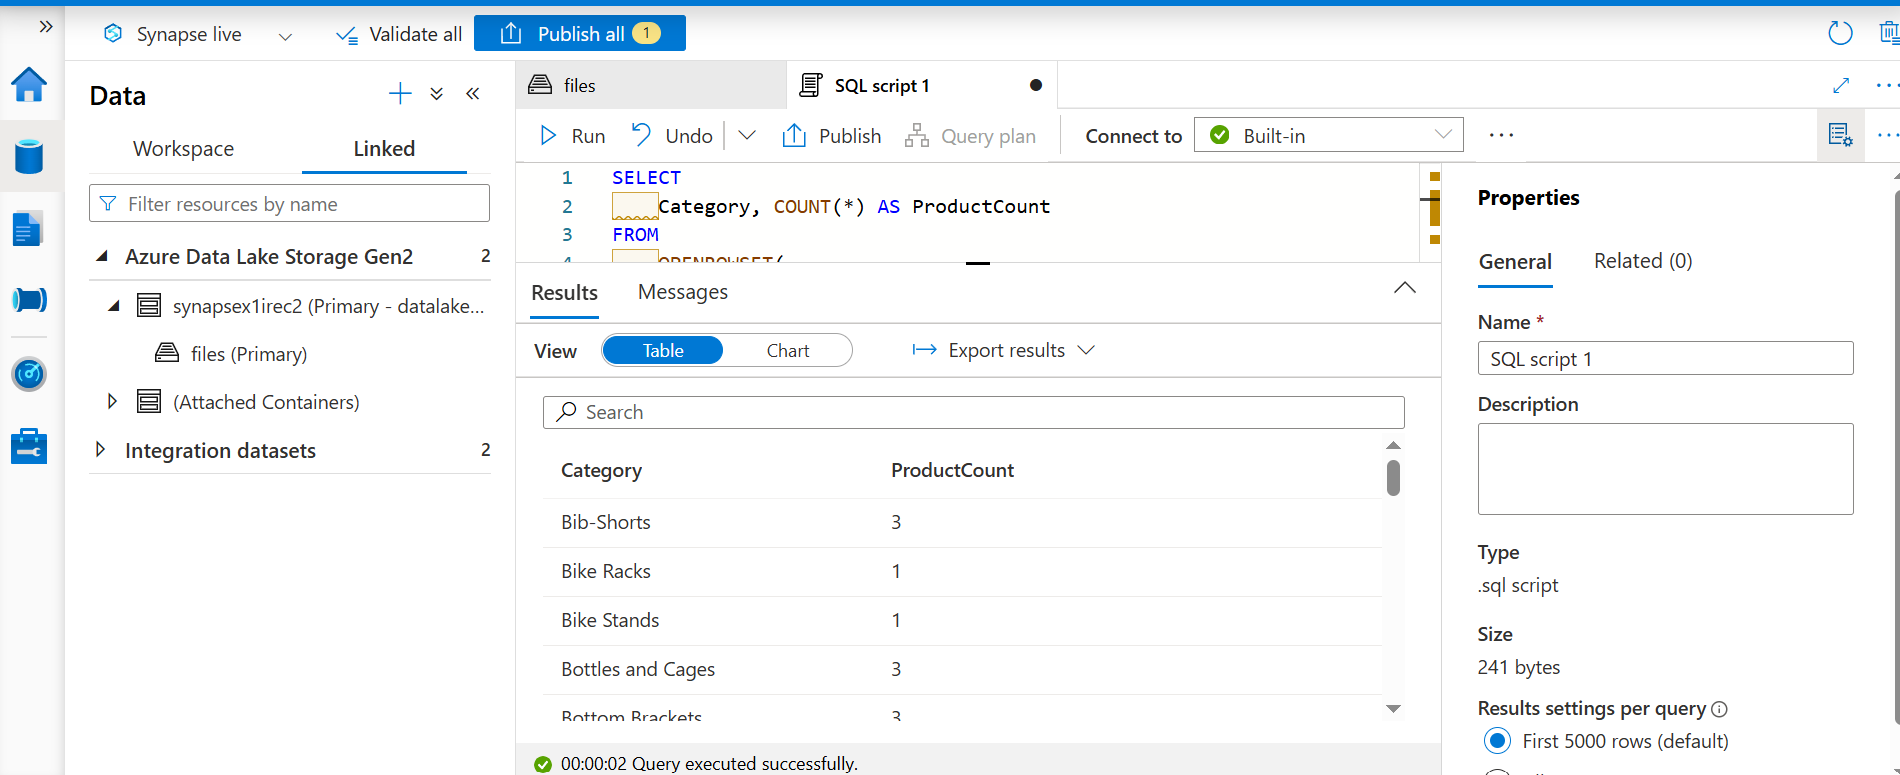 Synapse live
Validate all
Publish all 1
Data
Workspace
Linked
Filter resources by name
Azure Data Lake Storage Gen2 2
synapsex1irec2 (Primary - datalake...
files (Primary)
(Attached Containers)
Integration datasets 2
files
SQL script 1
Run
Undo
Publish
Query plan
Connect to
Built-in
1 SELECT
2 Category, COUNT(*) AS ProductCount
3 FROM
4 OPENROWSET(
Results
Messages
View
Table
Chart
Export results
Search
Category ProductCount
Bib-Shorts 3
Bike Racks 1
Bike Stands 1
Bottles and Cages 3
Bottom Brackets 3
00:00:02 Query executed successfully.
Properties
General
Related (0)
Name *
SQL script 1
Description
Type
.sql script
Size
241 bytes
Results settings per query
First 5000 rows (default)